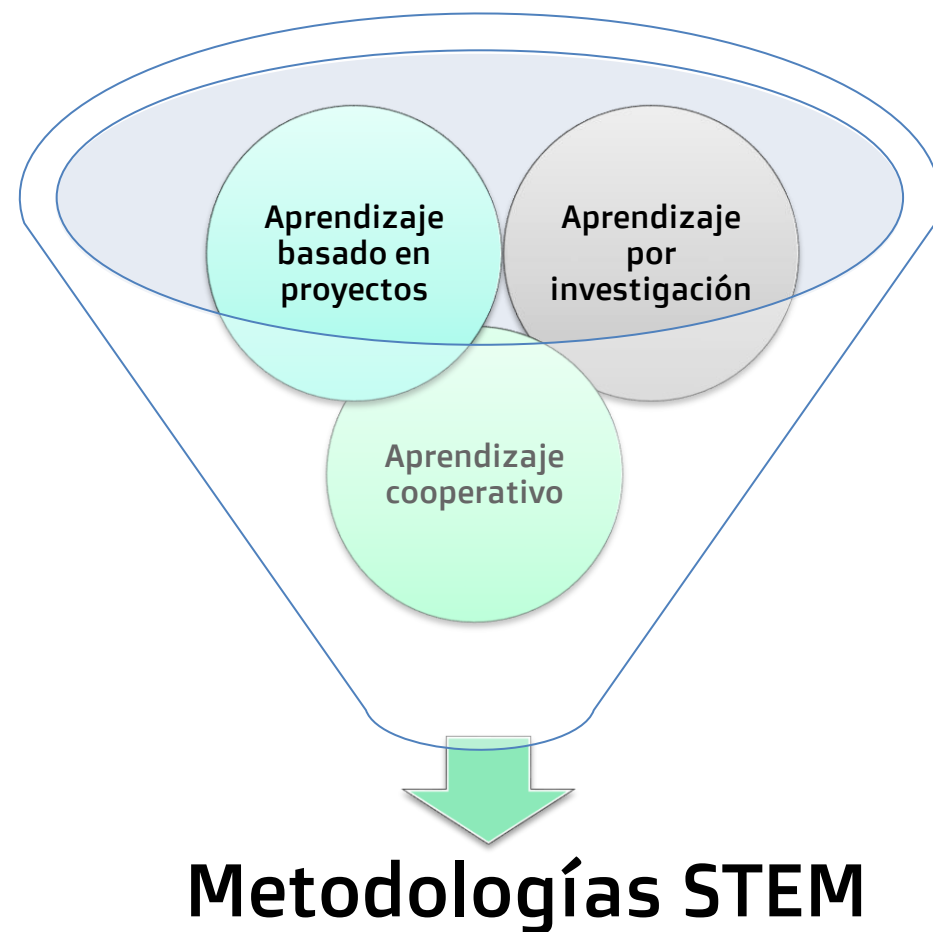 Aprendizaje
basado en
proyectos
Aprendizaje
por
investigación
Aprendizaje
cooperativo
Metodologías STEM